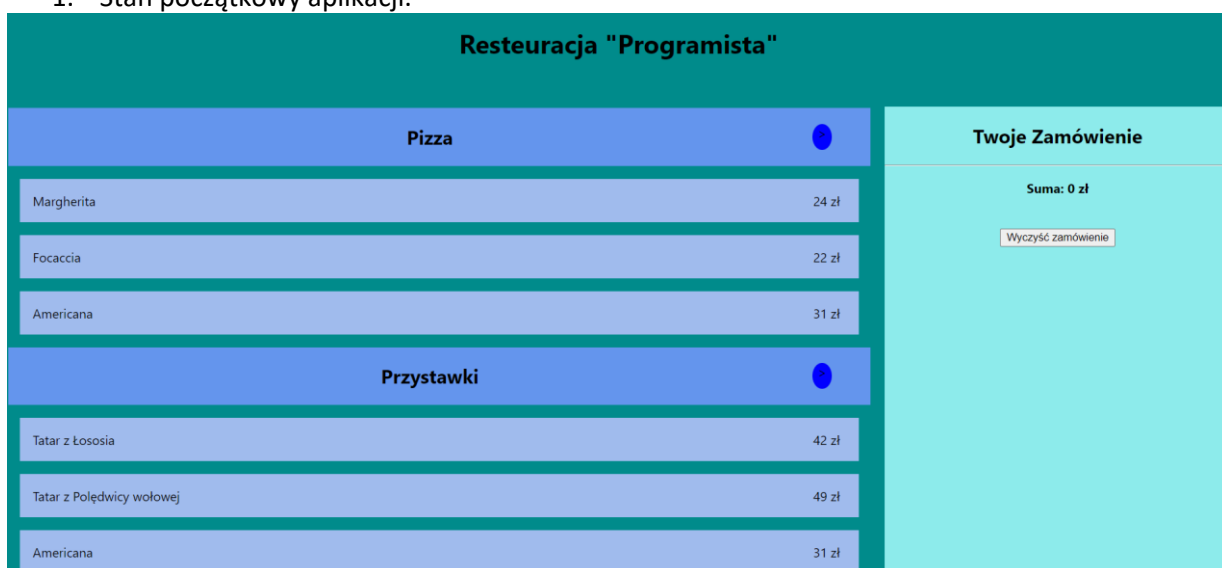 1. Stan początkowy aplikacji:
Resteuracja "Programista"
Pizza
Margherita 24 zł
Focaccia 22 zł
Americana 31 zł
Przystawki
Tatar z Łososia 42 zł
Tatar z Polędwicy wołowej 49 zł
Americana 31 zł
Twoje Zamówienie
Suma: 0 zł
Wyczyść zamówienie